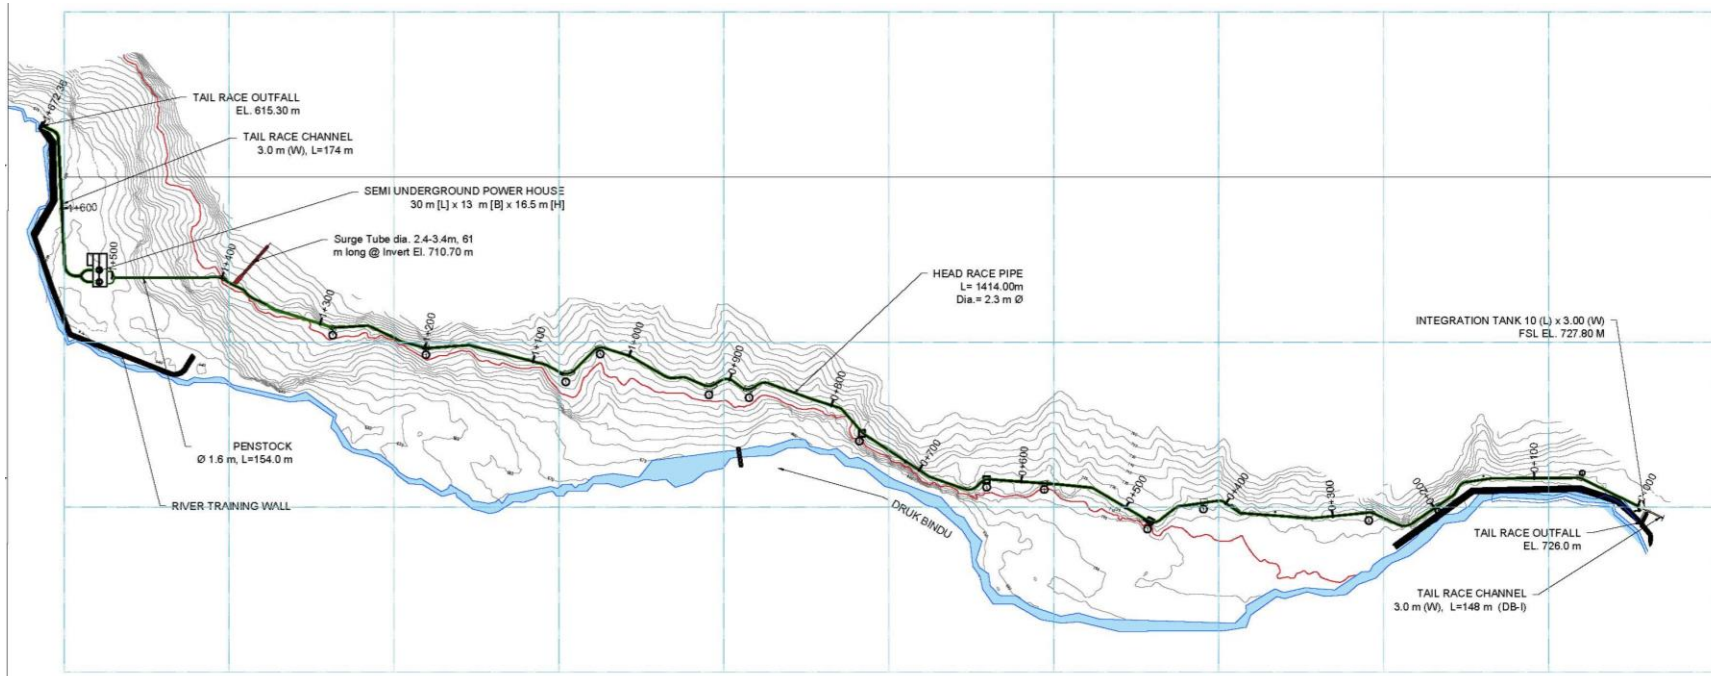 1+672.36
TAIL RACE OUTFALL
EL. 615.30 m
TAIL RACE CHANNEL
3.0 m (W), L=174 m
SEMI UNDERGROUND POWER HOUSE
30 m [L] x 13 m [B] x 16.5 m [H]
1+600
Surge Tube dia. 2.4-3.4m, 61
m long @ Invert El. 710.70 m
1+500
1+400
HEAD RACE PIPE
L= 1414.00m
Dia.= 2.3 m Ø
1+300
1+200
1+100
1+000
0+900
0+800
INTEGRATION TANK 10 (L) x 3.00 (W)
FSL EL. 727.80 M
PENSTOCK
Ø 1.6 m, L=154.0 m
RIVER TRAINING WALL
0+700
0+600
0+500
0+400
0+300
0+200
0+100
DRUK BINDU
TAIL RACE OUTFALL
EL. 726.0 m
TAIL RACE CHANNEL
3.0 m (W), L=148 m (DB-I)